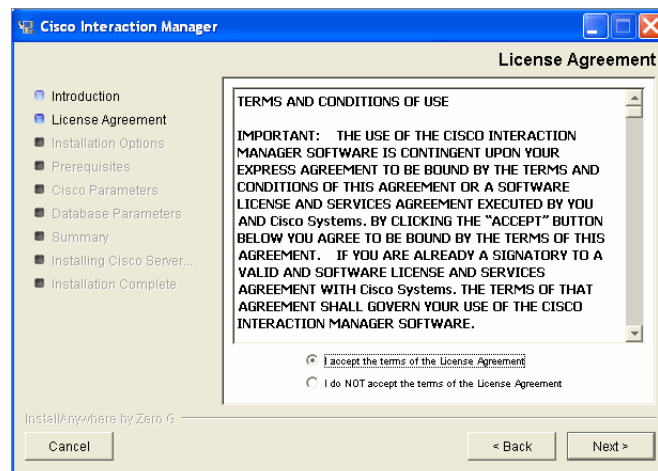 Cisco Interaction Manager
License Agreement
Introduction
License Agreement
Installation Options
Prerequisites
Cisco Parameters
Database Parameters
Summary
Installing Cisco Server...
Installation Complete
TERMS AND CONDITIONS OF USE
IMPORTANT: THE USE OF THE CISCO INTERACTION
MANAGER SOFTWARE IS CONTINGENT UPON YOUR
EXPRESS AGREEMENT TO BE BOUND BY THE TERMS AND
CONDITIONS OF THIS AGREEMENT OR A SOFTWARE
LICENSE AND SERVICES AGREEMENT EXECUTED BY YOU
AND Cisco Systems. BY CLICKING THE “ACCEPT” BUTTON
BELOW YOU AGREE TO BE BOUND BY THE TERMS OF THIS
AGREEMENT. IF YOU ARE ALREADY A SIGNATORY TO A
VALID AND SOFTWARE LICENSE AND SERVICES
AGREEMENT WITH Cisco Systems. THE TERMS OF THAT
AGREEMENT SHALL GOVERN YOUR USE OF THE CISCO
INTERACTION MANAGER SOFTWARE.
I accept the terms of the License Agreement
I do NOT accept the terms of the License Agreement
InstallAnywhere by Zero G
Cancel
< Back
Next >